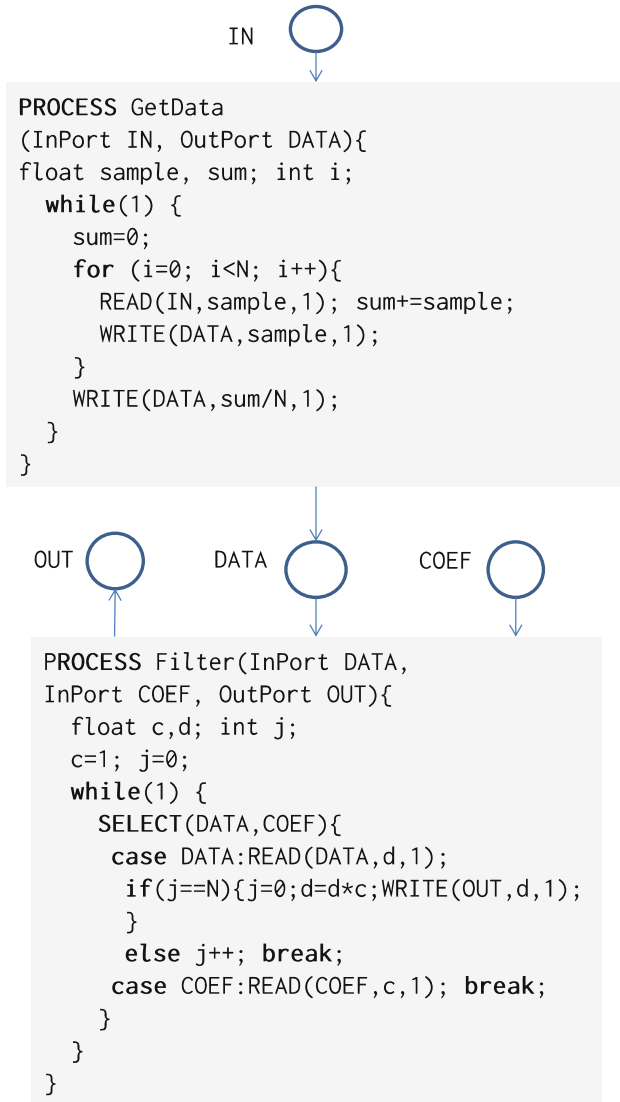 IN
PROCESS GetData
(InPort IN, OutPort DATA){
float sample, sum; int i;
while(1) {
sum=0;
for (i=0; i<N; i++){
READ(IN,sample,1); sum+=sample;
WRITE(DATA,sample,1);
}
WRITE(DATA,sum/N,1);
}
}
OUT DATA COEF
PROCESS Filter(InPort DATA,
InPort COEF, OutPort OUT){
float c,d; int j;
c=1; j=0;
while(1) {
SELECT(DATA,COEF){
case DATA:READ(DATA,d,1);
if(j==N){j=0;d=d*c;WRITE(OUT,d,1);
}
else j++; break;
case COEF:READ(COEF,c,1); break;
}
}
}